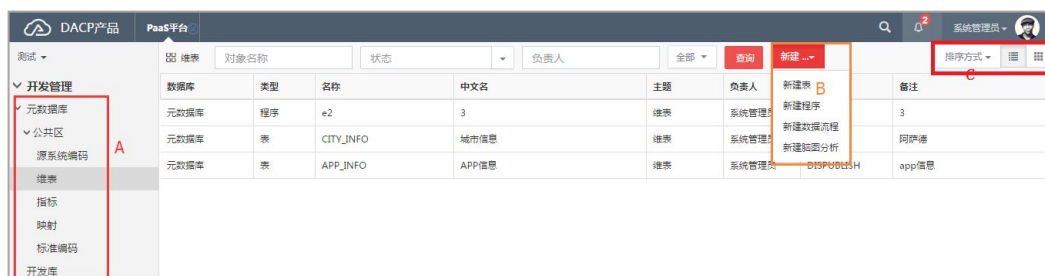 DACP产品 PaaS平台 2 系统管理员
测试 维表 对象名称 状态 负责人 全部 查询 新建 ... 排序方式
C
开发管理 数据库 类型 名称 中文名 主题 负责人 备注
新建表 B
元数据库 元数据库 程序 e2 3 维表 系统管理员 3
新建程序
公共区
新建数据流程
A 元数据库 表 CITY_INFO 城市信息 维表 系统管理员 阿萨德
源系统编码
新建脑图分析
元数据库 表 APP_INFO APP信息 维表 系统管理员 DISPUBLISH app信息
维表
指标
映射
标准编码
开发库